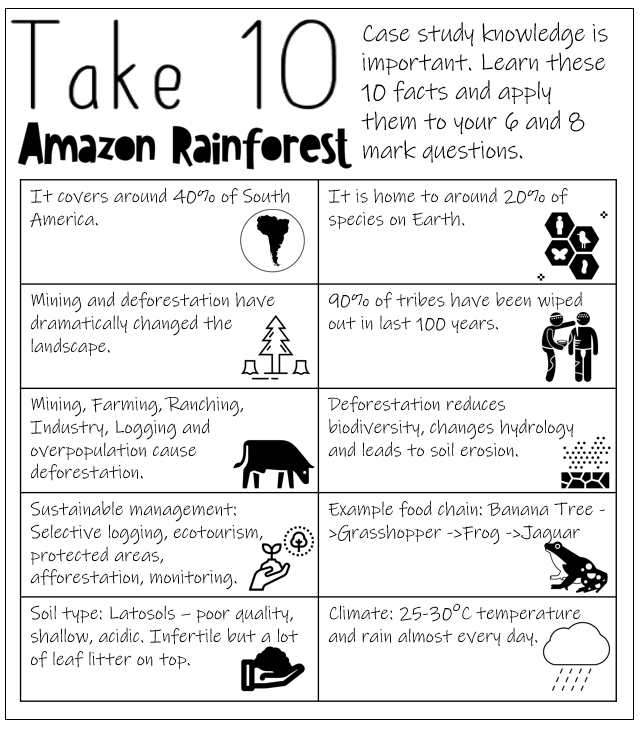 Take 10
Amazon Rainforest
Case study knowledge is
important. Learn these
10 facts and apply
them to your 6 and 8
mark questions.
It covers around 40% of South
America.
It is home to around 20% of
species on Earth.
Mining and deforestation have
dramatically changed the
landscape.
90% of tribes have been wiped
out in last 100 years.
Mining, Farming, Ranching,
Industry, Logging and
overpopulation cause
deforestation.
Deforestation reduces
biodiversity, changes hydrology
and leads to soil erosion.
Sustainable management:
Selective logging, ecotourism,
protected areas,
afforestation, monitoring.
Example food chain: Banana Tree -
>Grasshopper ->Frog ->Jaguar
Soil type: Latosols – poor quality,
shallow, acidic. Infertile but a lot
of leaf litter on top.
Climate: 25-30°C temperature
and rain almost every day.